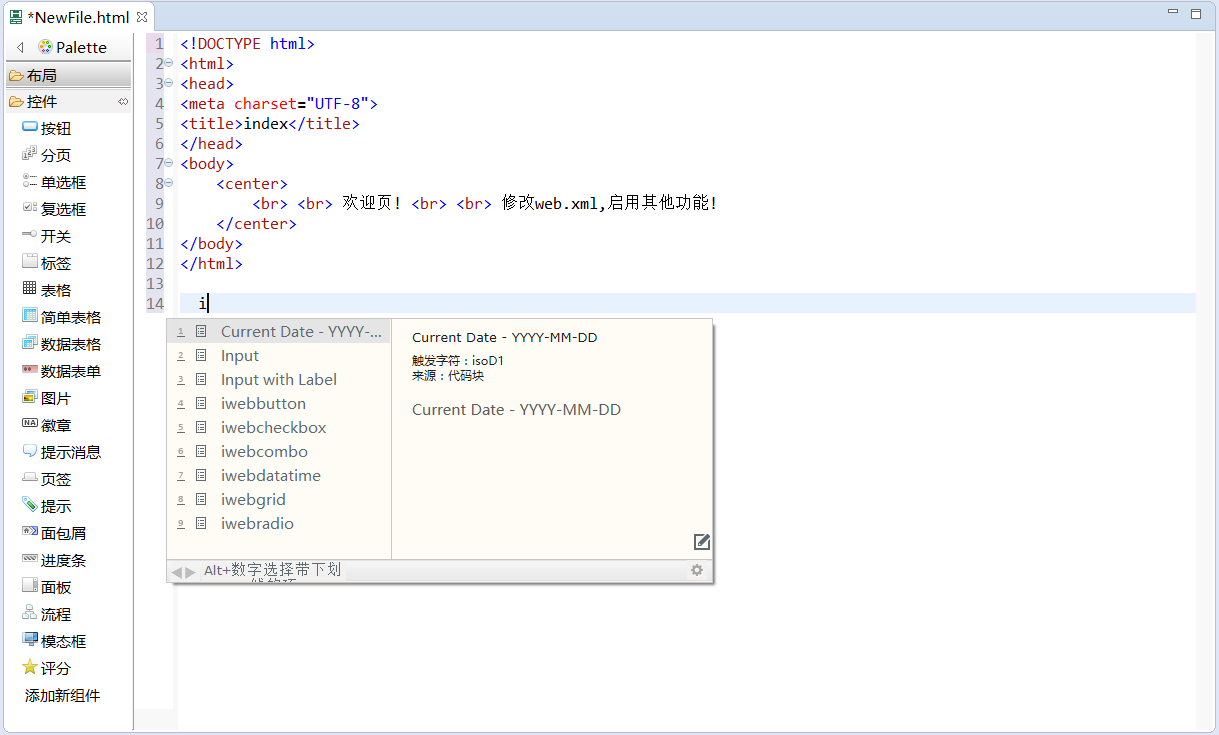 *NewFile.html
Palette
布局
控件
按钮
分页
单选框
复选框
开关
标签
表格
简单表格
数据表格
数据表单
图片
徽章
提示消息
页签
提示
面包屑
进度条
面板
流程
模态框
评分
添加新组件
1 <!DOCTYPE html>
2 <html>
3 <head>
4 <meta charset="UTF-8">
5 <title>index</title>
6 </head>
7 <body>
8 <center>
9 <br> <br> 欢迎页! <br> <br> 修改web.xml,启用其他功能!
10 </center>
11 </body>
12 </html>
13
14 i
1 Current Date - YYYY-...
2 Input
3 Input with Label
4 iwebbutton
5 iwebcheckbox
6 iwebcombo
7 iwebdatatime
8 iwebgrid
9 iwebradio
Alt+数字选择带下划
Current Date - YYYY-MM-DD
触发字符：isoD1
来源：代码块
Current Date - YYYY-MM-DD